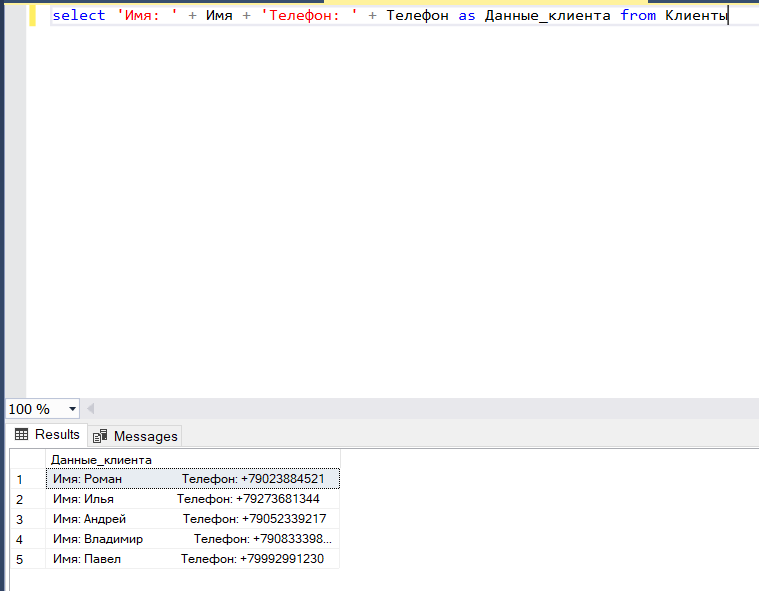 select 'Имя: ' + Имя + 'Телефон: ' + Телефон as Данные_клиента from Клиенты
100 %
Results Messages
Данные_клиента
1 Имя: Роман Телефон: +79023884521
2 Имя: Илья Телефон: +79273681344
3 Имя: Андрей Телефон: +79052339217
4 Имя: Владимир Телефон: +790833398...
5 Имя: Павел Телефон: +79992991230